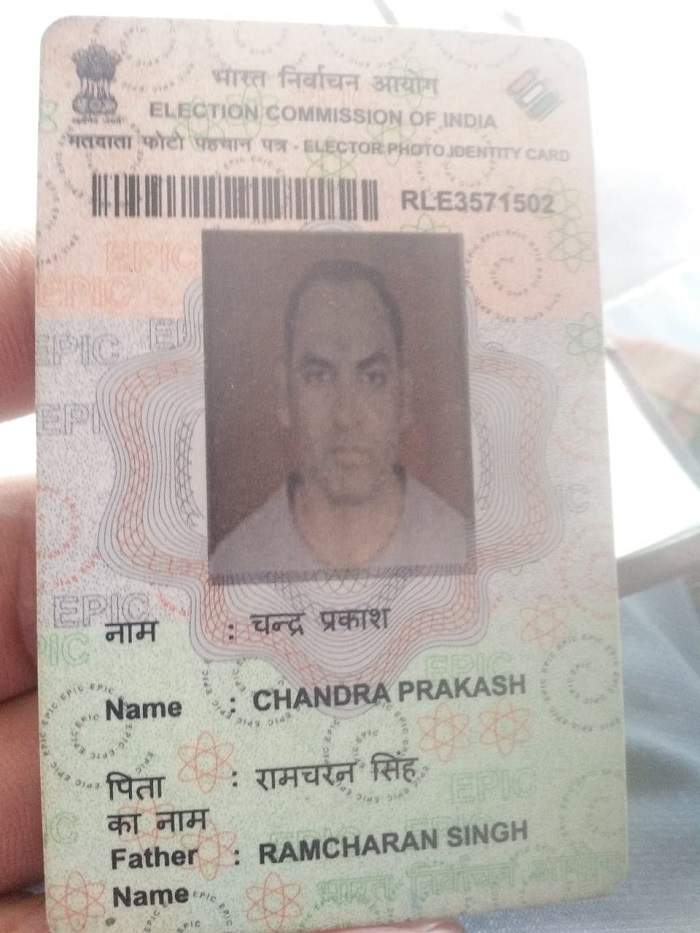 भारत निर्वाचन आयोग
ELECTION COMMISSION OF INDIA
मतदाता फोटो पहचान पत्र - ELECTOR PHOTO IDENTITY CARD
RLE3571502
नाम : चन्द्र प्रकाश
Name : CHANDRA PRAKASH
पिता : रामचरन सिंह
का नाम
Father : RAMCHARAN SINGH
Name